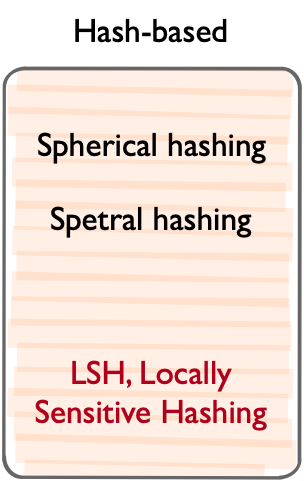 Hash-based
Spherical hashing
Spetral hashing
LSH, Locally
Sensitive Hashing